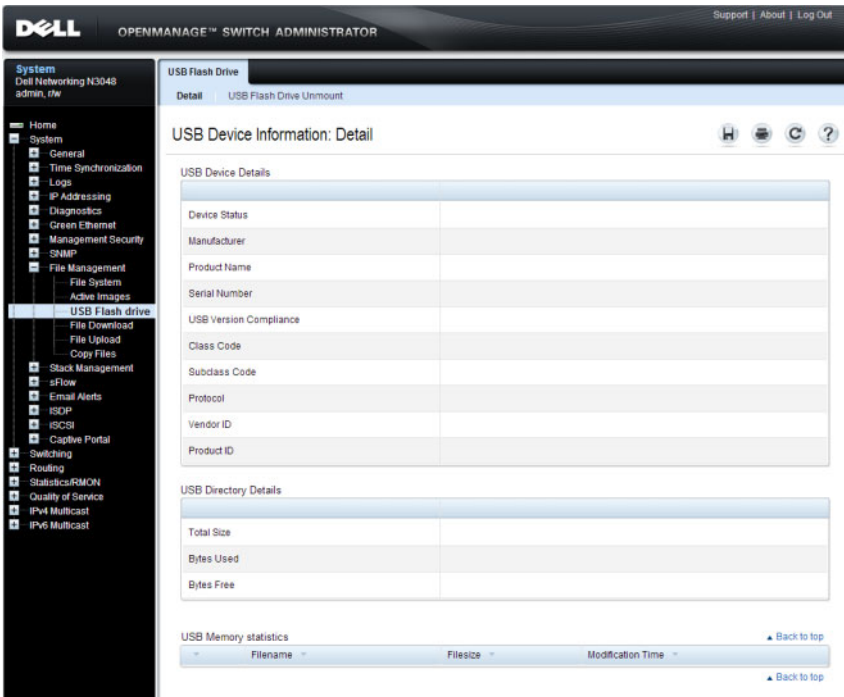 Support | About | Log Out
DELL OPENMANAGE™ SWITCH ADMINISTRATOR
System
Dell Networking N3048
admin, r/w
USB Flash Drive
Detail USB Flash Drive Unmount
Home
System
General
Time Synchronization
Logs
IP Addressing
Diagnostics
Green Ethernet
Management Security
SNMP
File Management
File System
Active Images
USB Flash drive
File Download
File Upload
Copy Files
Stack Management
sFlow
Email Alerts
ISDP
iSCSI
Captive Portal
Switching
Routing
Statistics/RMON
Quality of Service
IPv4 Multicast
IPv6 Multicast
USB Device Information: Detail
USB Device Details
Device Status
Manufacturer
Product Name
Serial Number
USB Version Compliance
Class Code
Subclass Code
Protocol
Vendor ID
Product ID
USB Directory Details
Total Size
Bytes Used
Bytes Free
USB Memory statistics
Back to top
Filename Filesize Modification Time
Back to top